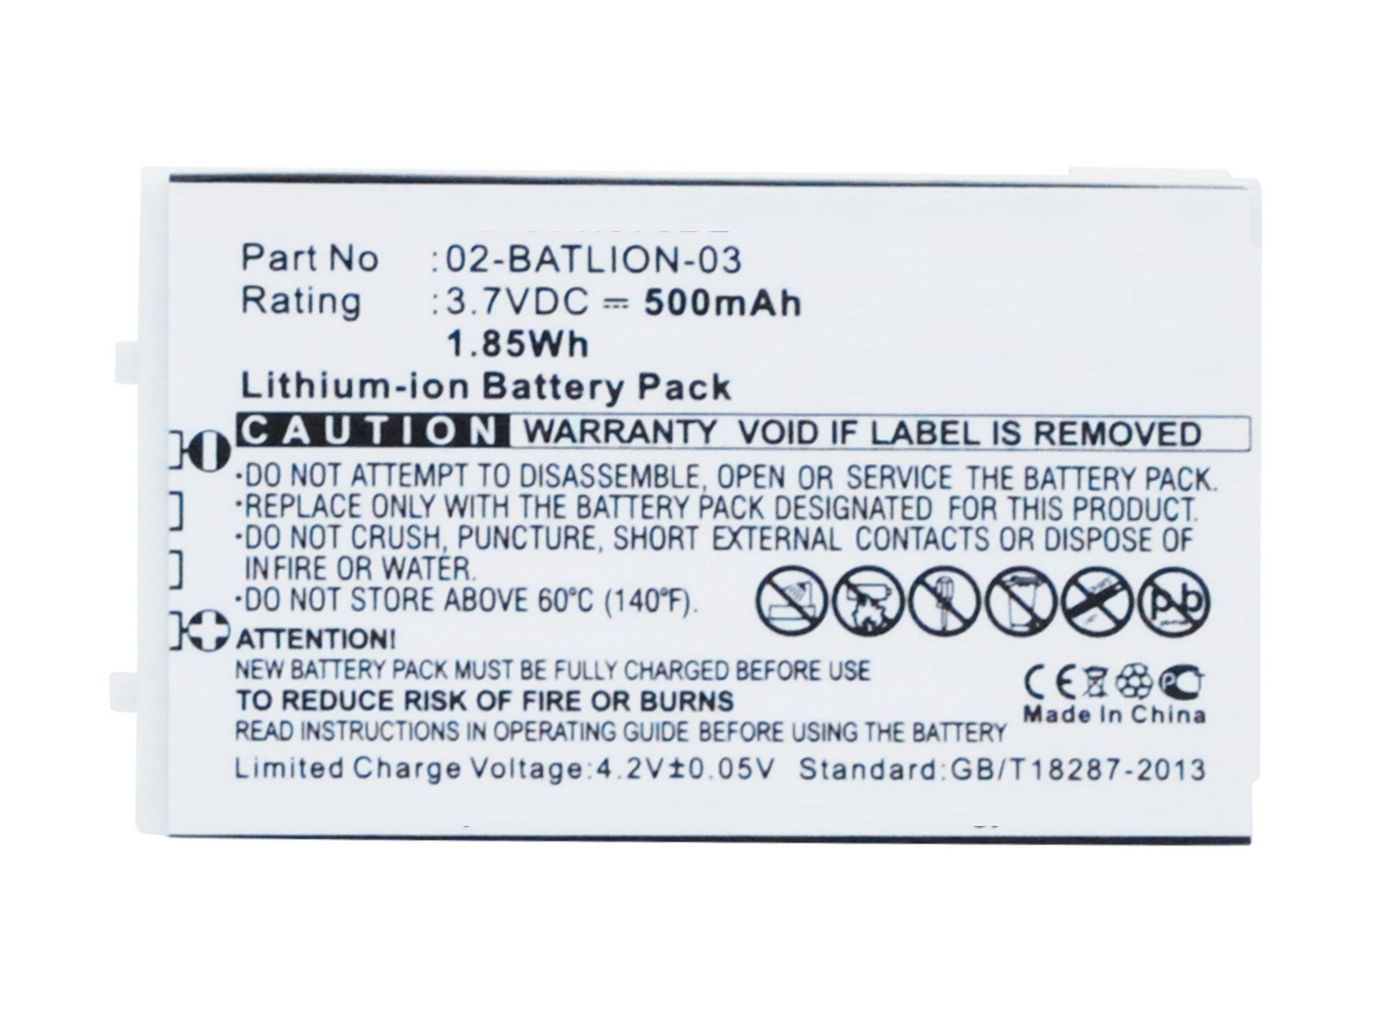 Part No :02-BATLION-03
Rating :3.7VDC ⎓ 500mAh
1.85Wh
Lithium-ion Battery Pack
CAUTION WARRANTY VOID IF LABEL IS REMOVED
·DO NOT ATTEMPT TO DISASSEMBLE, OPEN OR SERVICE THE BATTERY PACK.
·REPLACE ONLY WITH THE BATTERY PACK DESIGNATED FOR THIS PRODUCT.
·DO NOT CRUSH, PUNCTURE, SHORT EXTERNAL CONTACTS OR DISPOSE OF
IN FIRE OR WATER.
·DO NOT STORE ABOVE 60°C (140°F).
Pb
ATTENTION!
NEW BATTERY PACK MUST BE FULLY CHARGED BEFORE USE
CE
TO REDUCE RISK OF FIRE OR BURNS
Made In China
READ INSTRUCTIONS IN OPERATING GUIDE BEFORE USING THE BATTERY
Limited Charge Voltage:4.2V±0.05V Standard:GB/T18287-2013